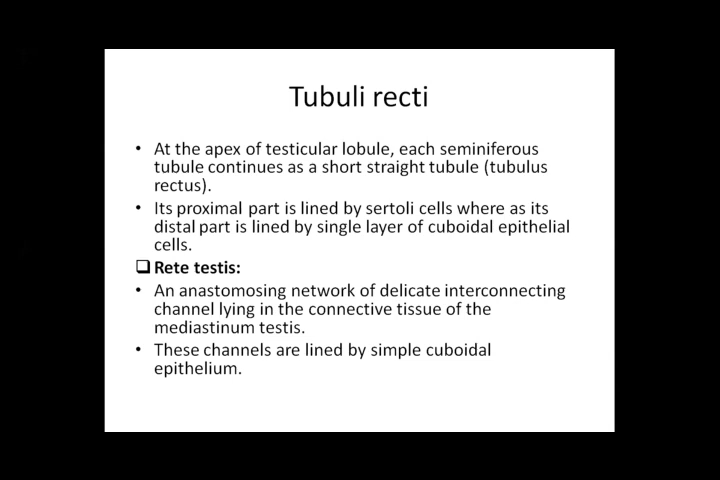 Tubuli recti
• At the apex of testicular lobule, each seminiferous
tubule continues as a short straight tubule (tubulus
rectus).
• Its proximal part is lined by sertoli cells where as its
distal part is lined by single layer of cuboidal epithelial
cells.
❑ Rete testis:
• An anastomosing network of delicate interconnecting
channel lying in the connective tissue of the
mediastinum testis.
• These channels are lined by simple cuboidal
epithelium.